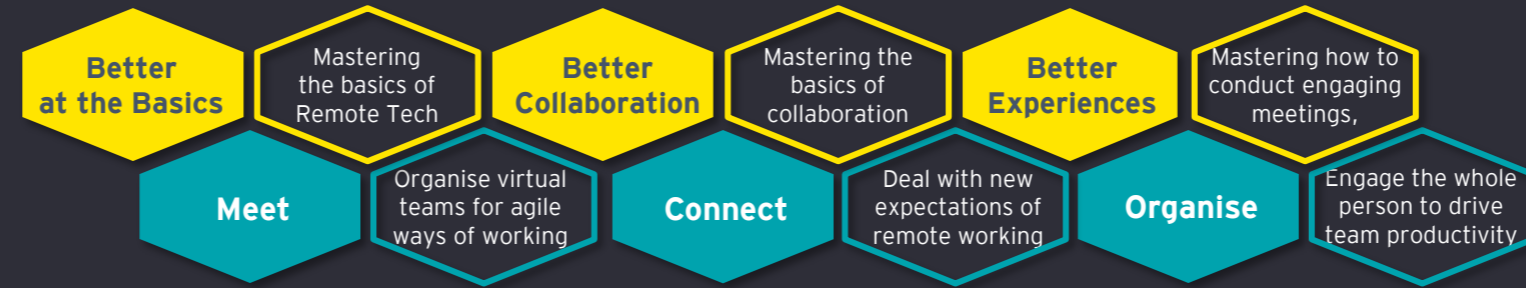 Better
at the Basics
Mastering
the basics of
Remote Tech
Better
Collaboration
Mastering the
basics of
collaboration
Better
Experiences
Mastering how to
conduct engaging
meetings,
Meet
Organise virtual
teams for agile
ways of working
Connect
Deal with new
expectations of
remote working
Organise
Engage the whole
person to drive
team productivity